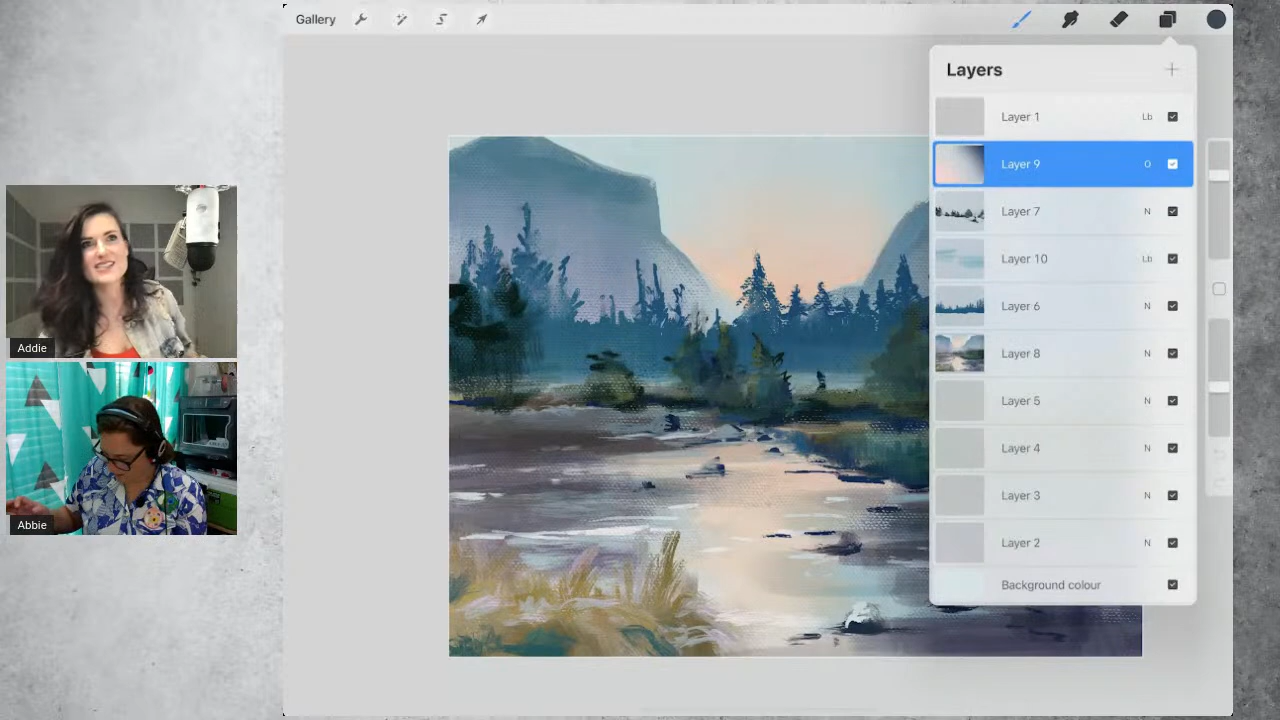 Gallery
Layers
Layer 1 Lb
Layer 9 O
Layer 7 N
Layer 10 Lb
Layer 6 N
Layer 8 N
Layer 5 N
Layer 4 N
Layer 3 N
Layer 2 N
Background colour
Addie
Abbie